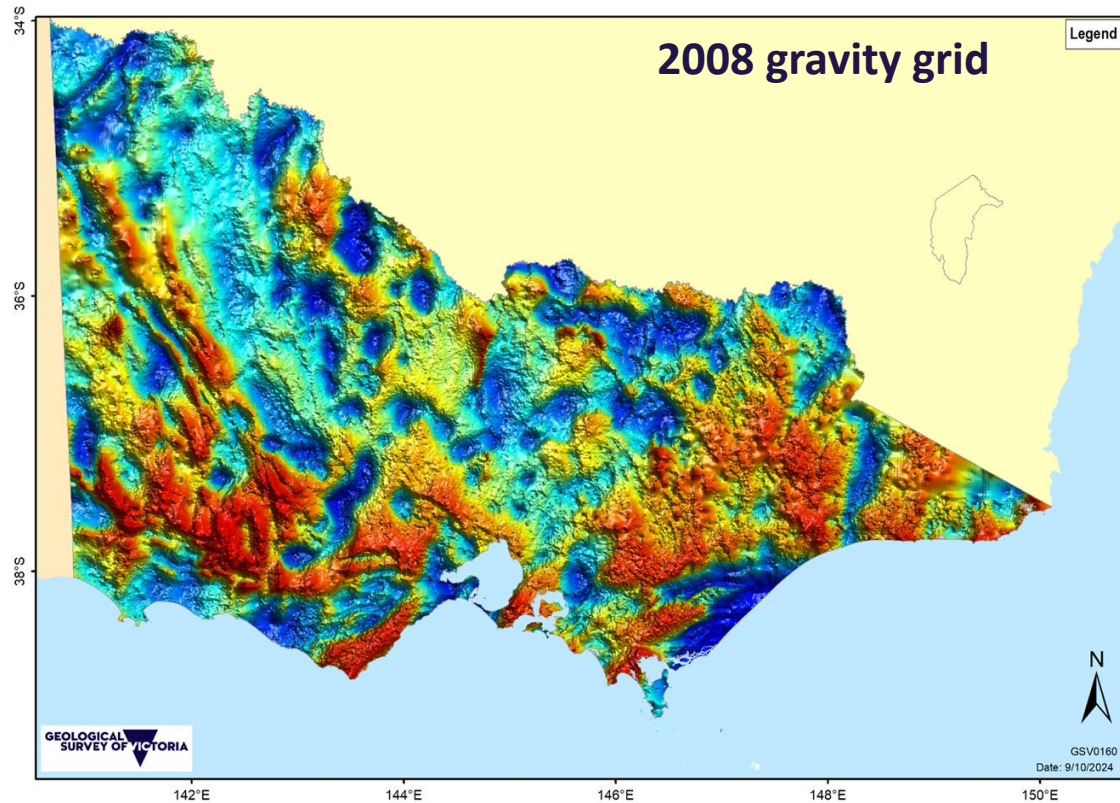 34°S
2008 gravity grid
Legend
36°S
38°S
N
GEOLOGICAL
SURVEY OF VICTORIA
GSV0160
Date: 9/10/2024
142°E 144°E 146°E 148°E 150°E